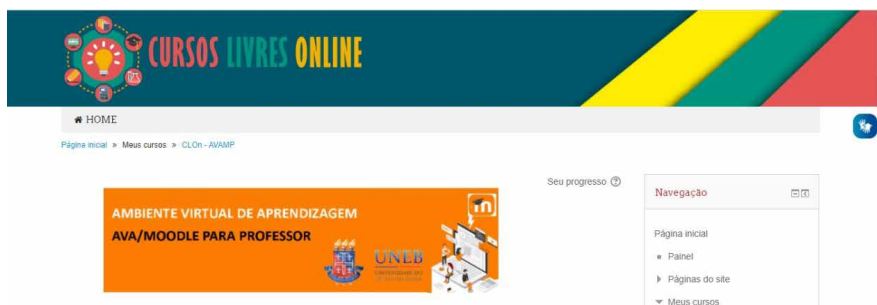 CURSOS LIVRES ONLINE
HOME
Página inicial » Meus cursos » CLOn - AVAMP
Seu progresso
AMBIENTE VIRTUAL DE APRENDIZAGEM
AVA/MOODLE PARA PROFESSOR
UNEB
Navegação
Página inicial
Painel
Páginas do site
Meus cursos